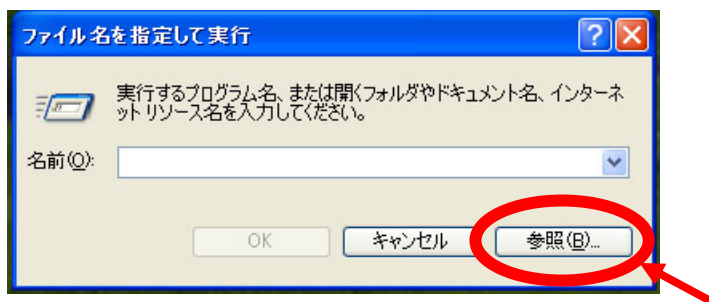 ファイル名を指定して実行
実行するプログラム名、または開くフォルダやドキュメント名、インターネ
ット リソース名を入力してください。
名前(O):
OK キャンセル 参照(B)...